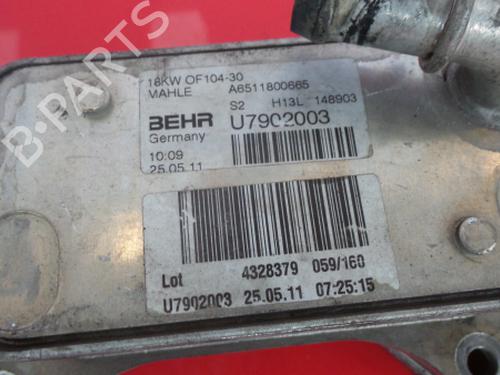 18KW OF104-30
MAHLE A6511800665
S2 H13L 148903
BEHR U7902003
Germany
10:09
25.05.11
Lot 4328379 059/160
U7902003 25.05.11 07:25:15